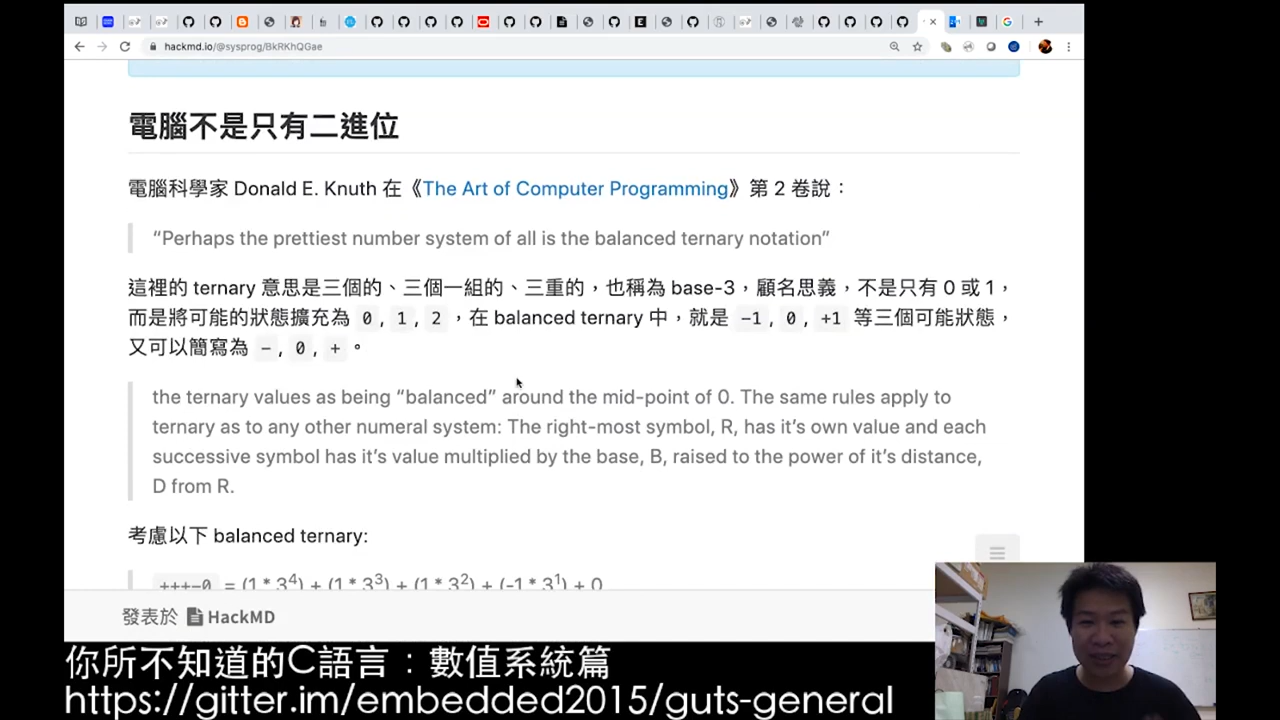 hackmd.io/@sysprog/BkRKhQGae
電腦不是只有二進位
電腦科學家 Donald E. Knuth 在《The Art of Computer Programming》第 2 卷說：
“Perhaps the prettiest number system of all is the balanced ternary notation”
這裡的 ternary 意思是三個的、三個一組的、三重的，也稱為 base-3，顧名思義，不是只有 0 或 1，
而是將可能的狀態擴充為 0, 1, 2 ，在 balanced ternary 中，就是 -1, 0, +1 等三個可能狀態，
又可以簡寫為 -, 0, + 。
the ternary values as being “balanced” around the mid-point of 0. The same rules apply to
ternary as to any other numeral system: The right-most symbol, R, has it’s own value and each
successive symbol has it’s value multiplied by the base, B, raised to the power of it’s distance,
D from R.
考慮以下 balanced ternary:
+++-0 = (1 * 3⁴) + (1 * 3³) + (1 * 3²) + (-1 * 3¹) + 0
發表於 HackMD
你所不知道的C語言：數值系統篇
https://gitter.im/embedded2015/guts-general